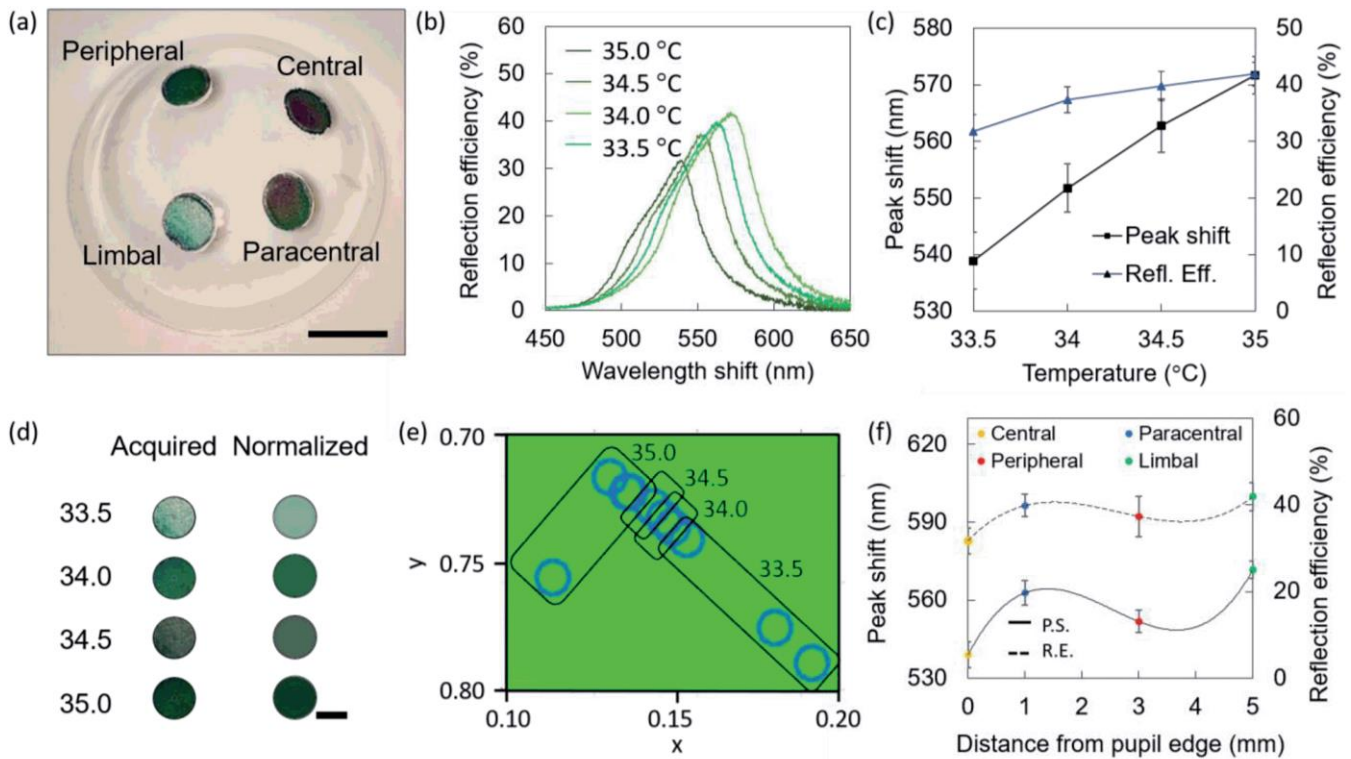 (a)
Peripheral
Central
Limbal
Paracentral
(b)
Reflection efficiency (%)
60
50
40
30
20
10
0
35.0 °C
34.5 °C
34.0 °C
33.5 °C
450 500 550 600 650
Wavelength shift (nm)
(c)
Peak shift (nm)
580
570
560
550
540
530
Peak shift
Refl. Eff.
50
40
30
20
10
0
Reflection efficiency (%)
33.5 34 34.5 35
Temperature (°C)
(d)
Acquired Normalized
33.5
34.0
34.5
35.0
(e)
y
0.70
0.75
0.80
35.0
34.5
34.0
33.5
0.10 0.15 0.20
x
(f)
Peak shift (nm)
620
590
560
530
Central Paracentral
Peripheral Limbal
P.S.
R.E.
60
40
20
0
Reflection efficiency (%)
0 1 2 3 4 5
Distance from pupil edge (mm)